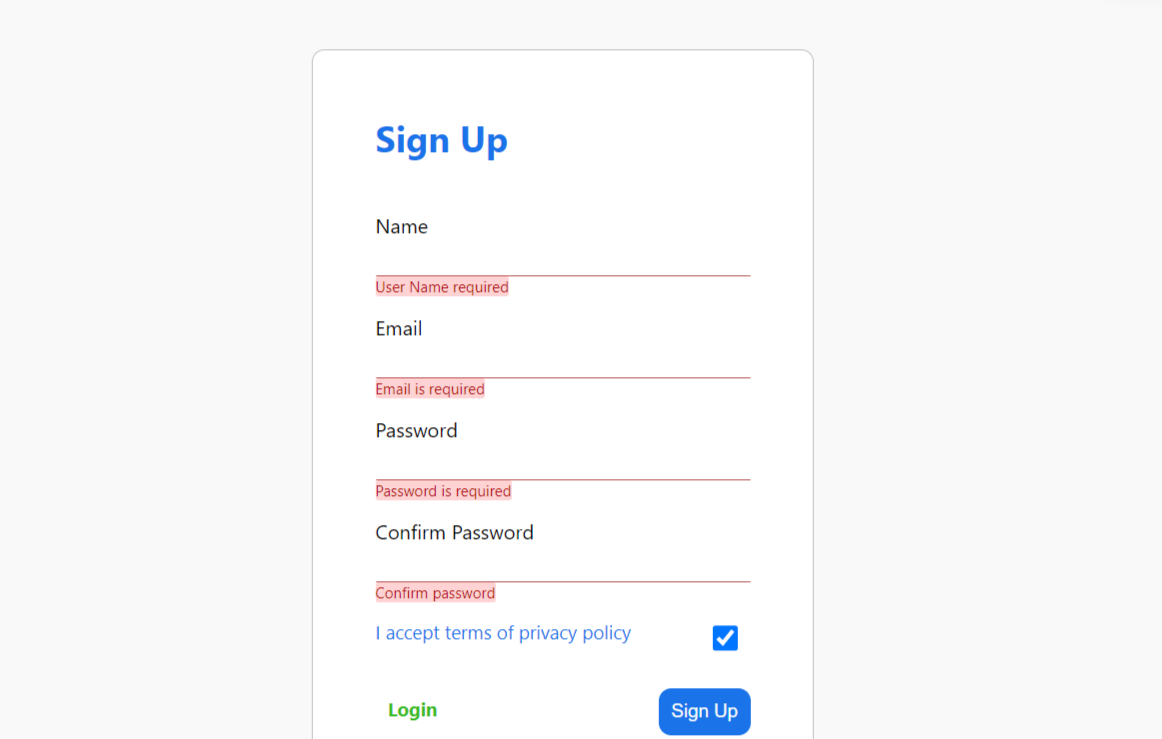 Sign Up
Name
User Name required
Email
Email is required
Password
Password is required
Confirm Password
Confirm password
I accept terms of privacy policy
Login Sign Up